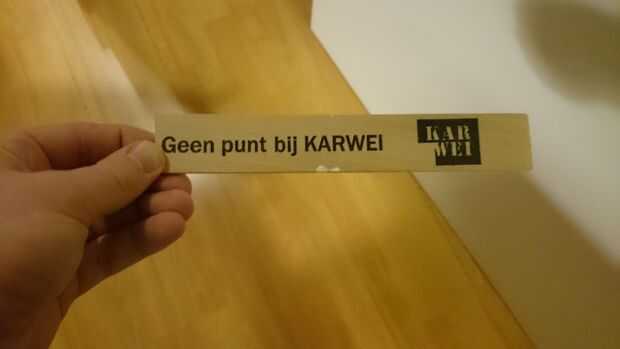 Geen punt bij KARWEI
KAR
WEI